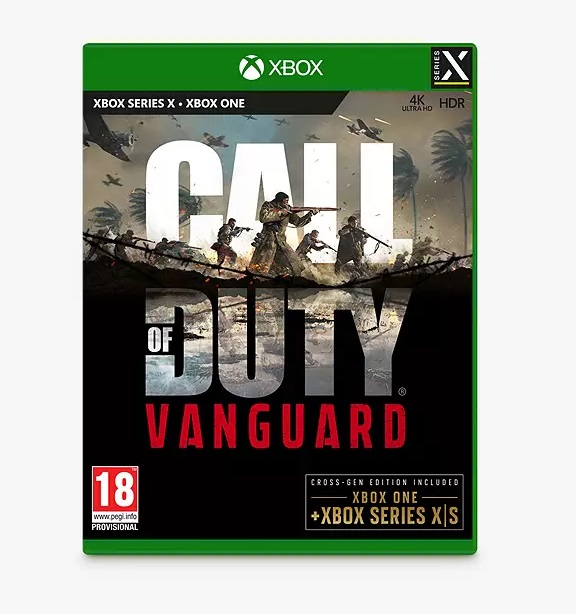 XBOX
SERIES X
XBOX SERIES X • XBOX ONE
4K
ULTRA HD
HDR
CALL
OF DUTY®
VANGUARD
18
www.pegi.info
PROVISIONAL
CROSS-GEN EDITION INCLUDED
XBOX ONE
+XBOX SERIES X|S